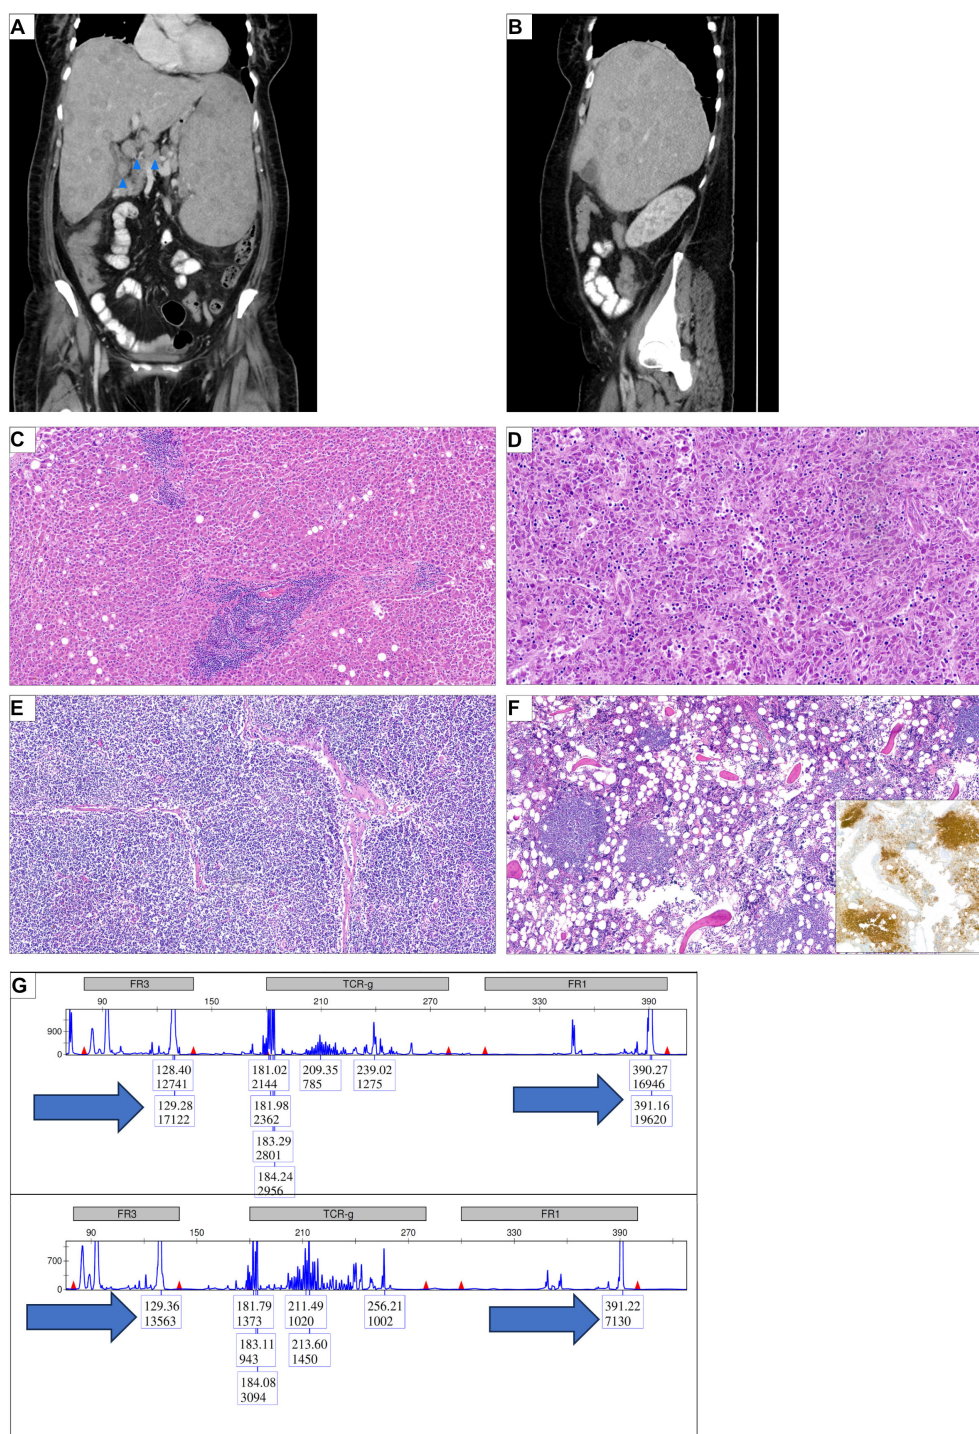 A
B
C
D
E
F
G
FR3 TCR-g FR1
90 150 210 270 330 390
900
0
128.40 181.02 209.35 239.02 390.27
12741 2144 785 1275 16946
129.28 181.98 391.16
17122 2362 19620
183.29
2801
184.24
2956
FR3 TCR-g FR1
90 150 210 270 330 390
700
0
129.36 181.79 211.49 256.21 391.22
13563 1373 1020 1002 7130
183.11 213.60
943 1450
184.08
3094